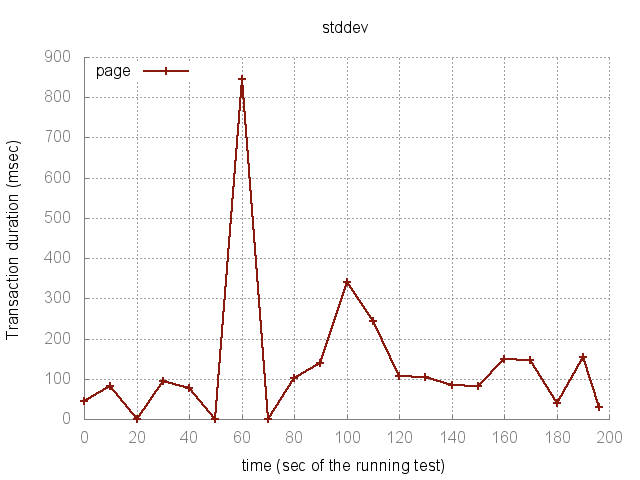 stddev
page
Transaction duration (msec)
900
800
700
600
500
400
300
200
100
0
0 20 40 60 80 100 120 140 160 180 200
time (sec of the running test)